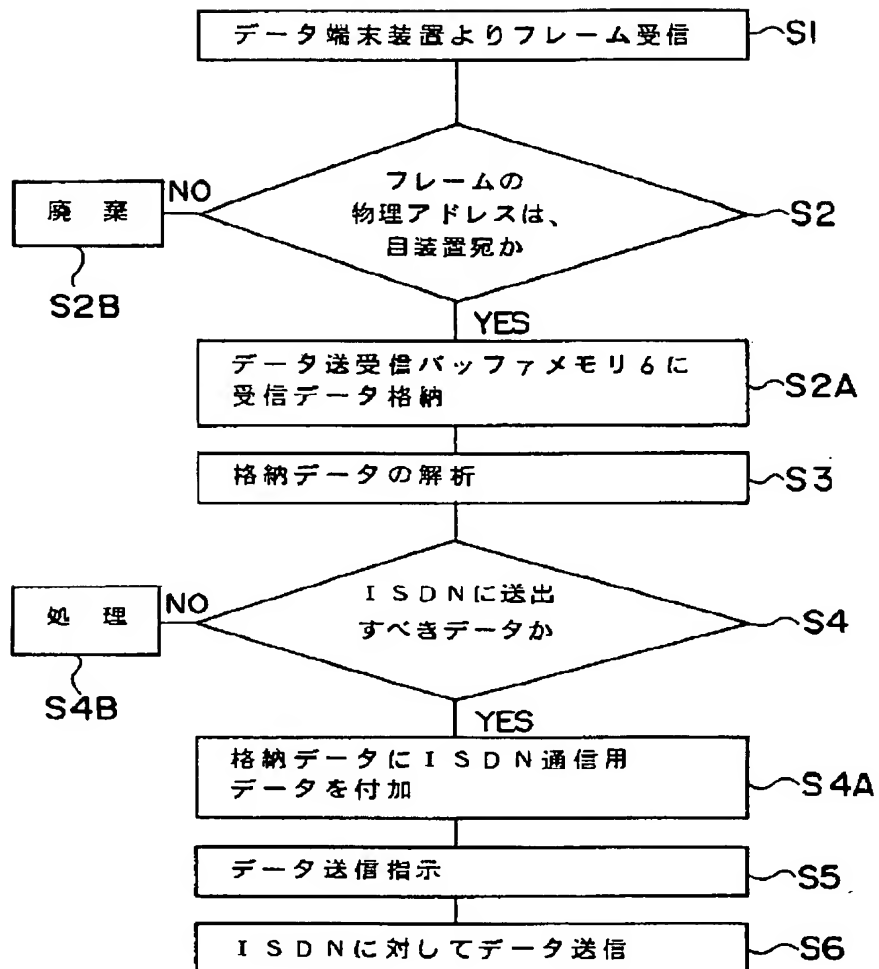 データ端末装置よりフレーム受信
S1
フレームの
物理アドレスは、
自装置宛か
S2
NO
廃棄
S2B
YES
データ送受信バッファメモリ6に
受信データ格納
S2A
格納データの解析
S3
ISDNに送出
すべきデータか
S4
NO
処理
S4B
YES
格納データにISDN通信用
データを付加
S4A
データ送信指示
S5
ISDNに対してデータ送信
S6